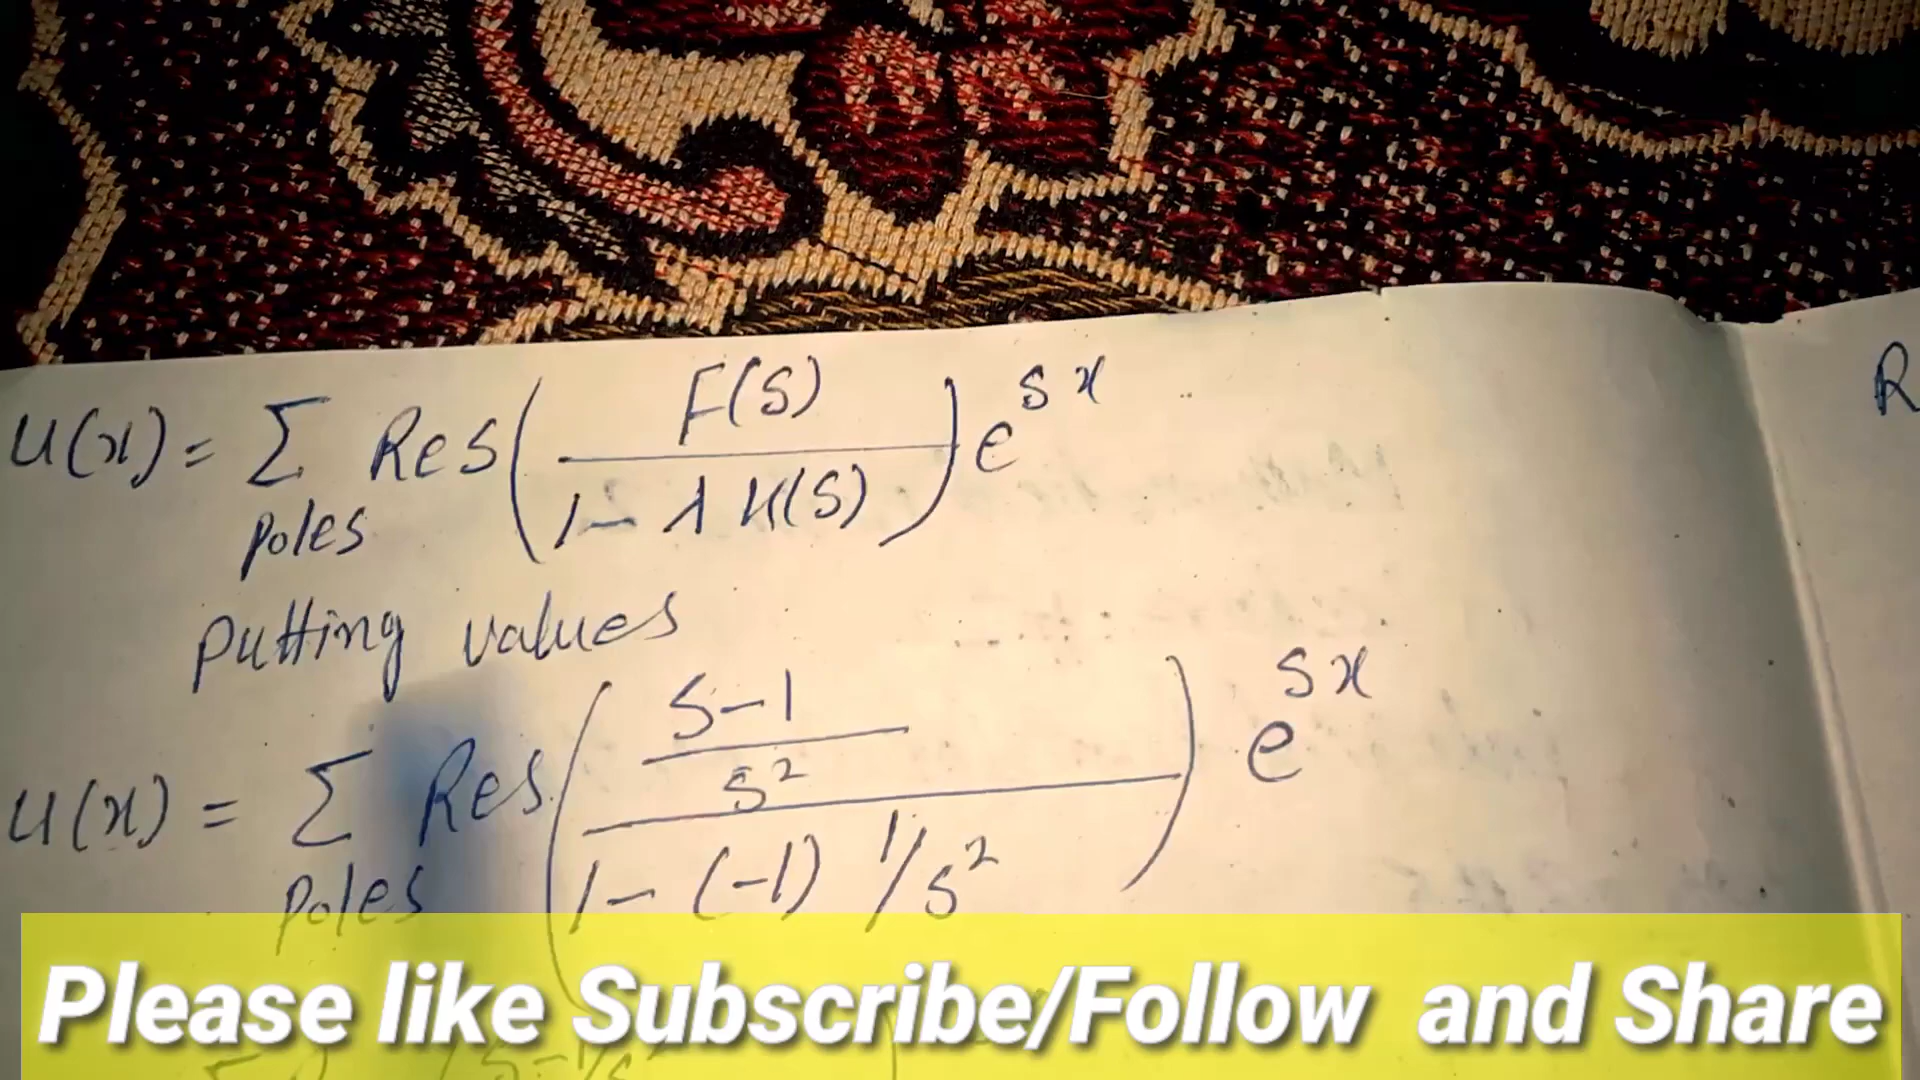 u(x) = Σ Res ( F(s) / 1 - λ K(s) ) e^sx
Poles
putting values
u(x) = Σ Res ( s-1 / s² / 1 - (-1) 1/s² ) e^sx
Poles
R
Please like Subscribe/Follow and Share